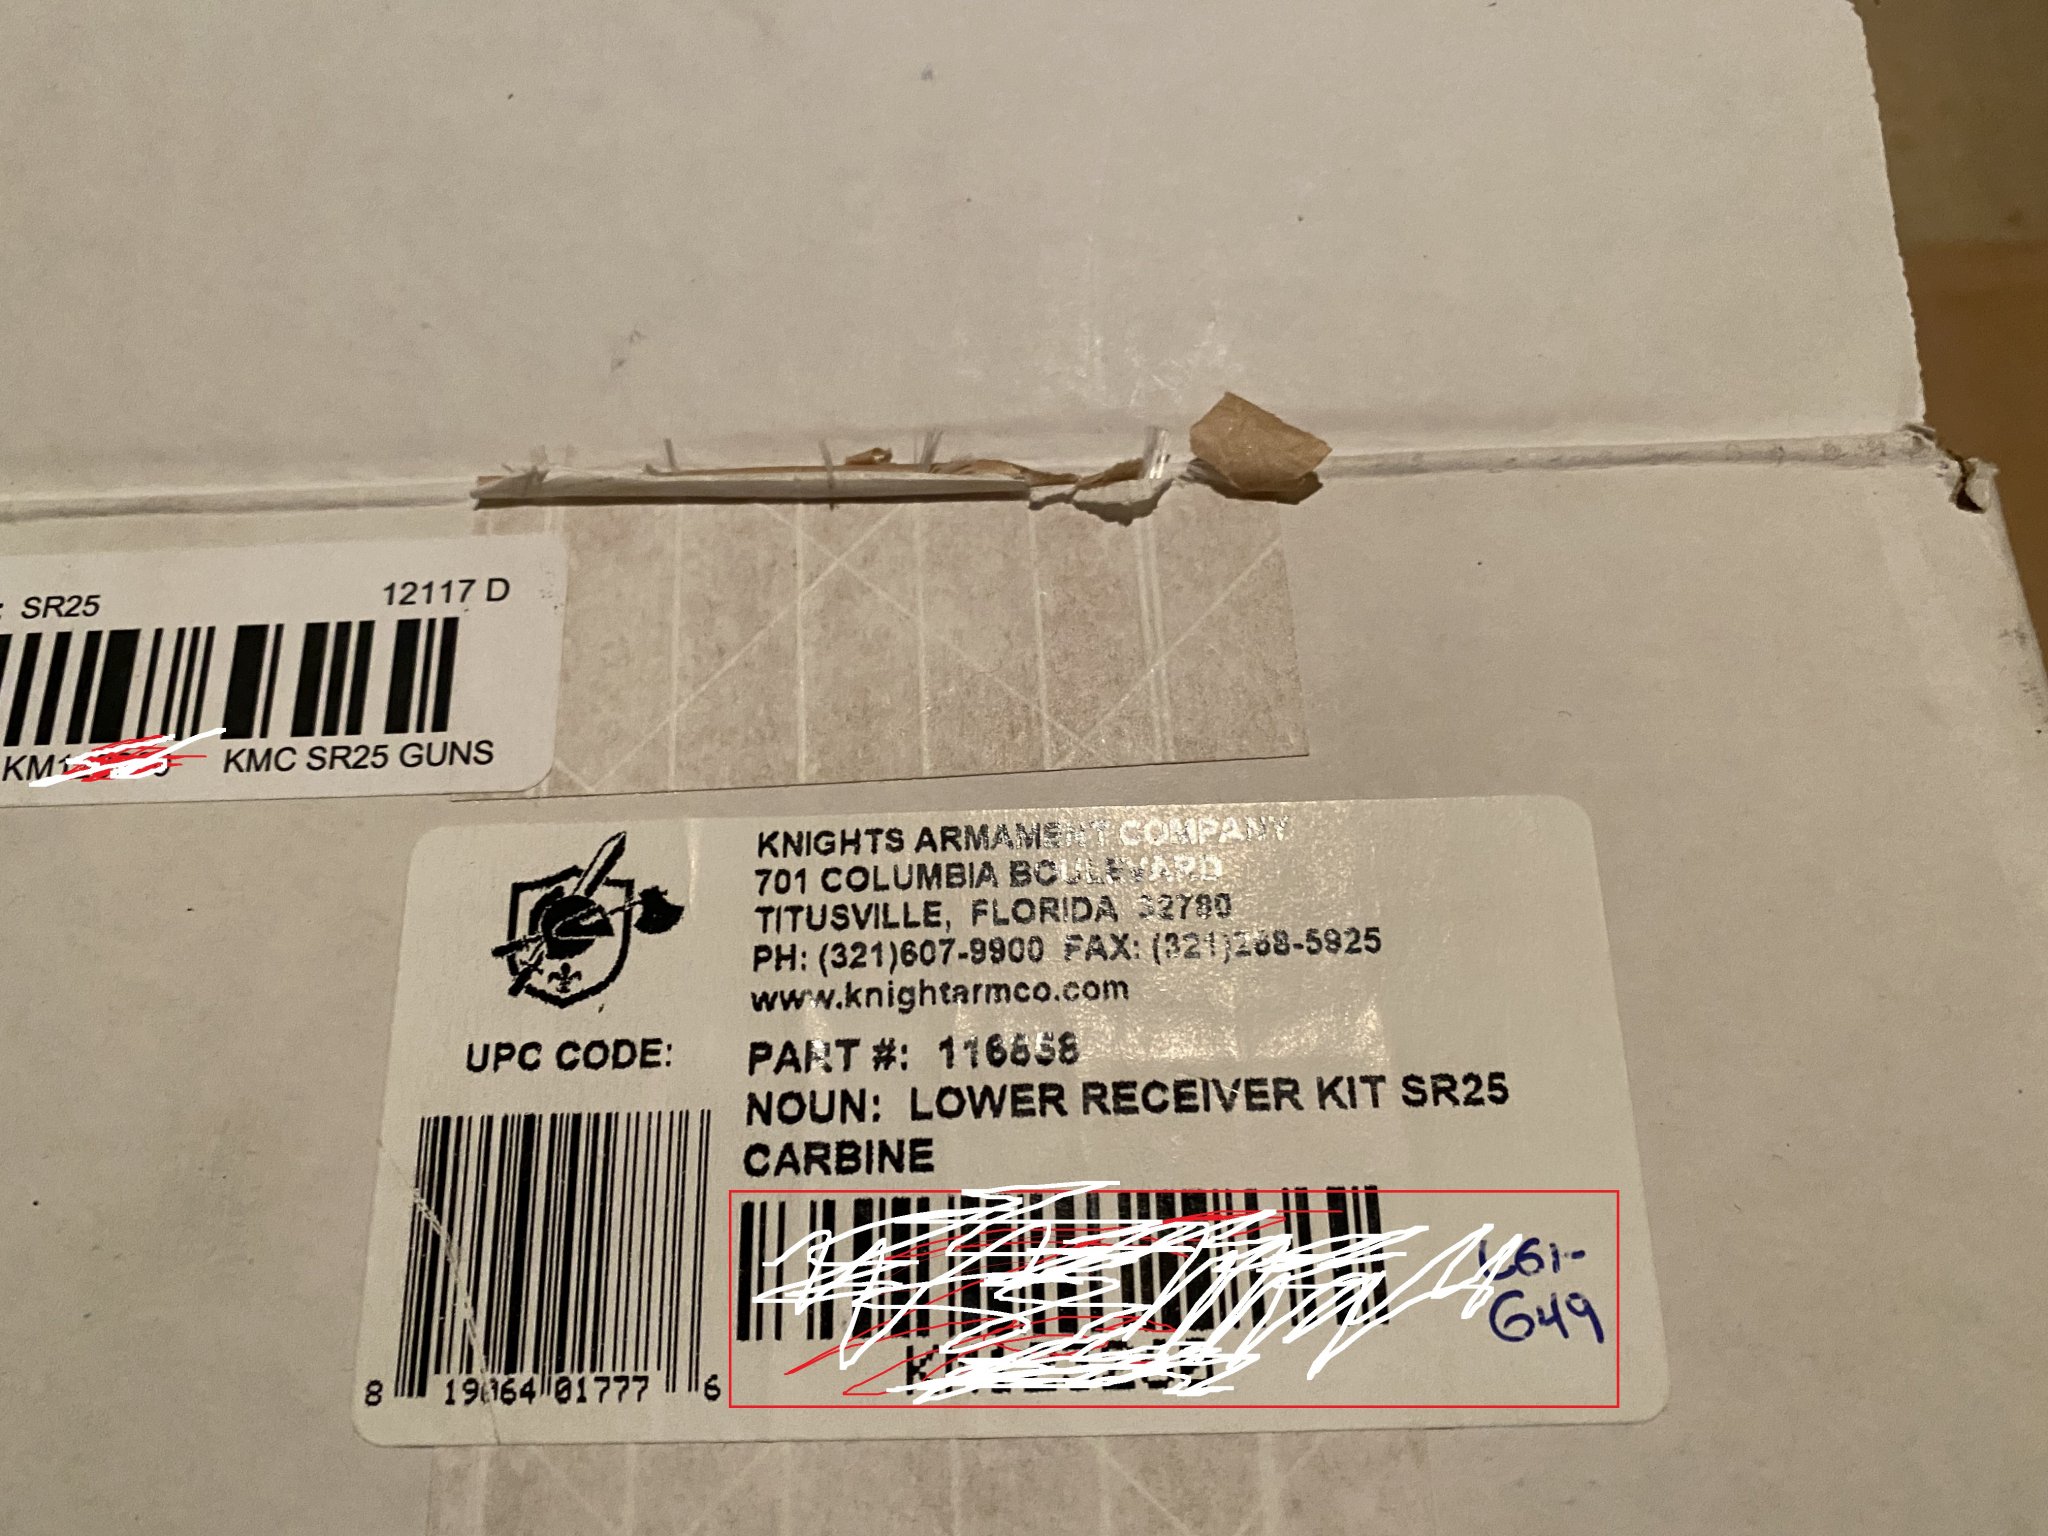 SR25
12117 D
KMC SR25 GUNS
KNIGHTS ARMAMENT COMPANY
701 COLUMBIA BOULEVARD
TITUSVILLE, FLORIDA 32780
PH: (321)607-9900 FAX: (321)268-5925
www.knightarmco.com
UPC CODE:
PART #: 116858
NOUN: LOWER RECEIVER KIT SR25
CARBINE
8 19064 01777 6
L61-
G49